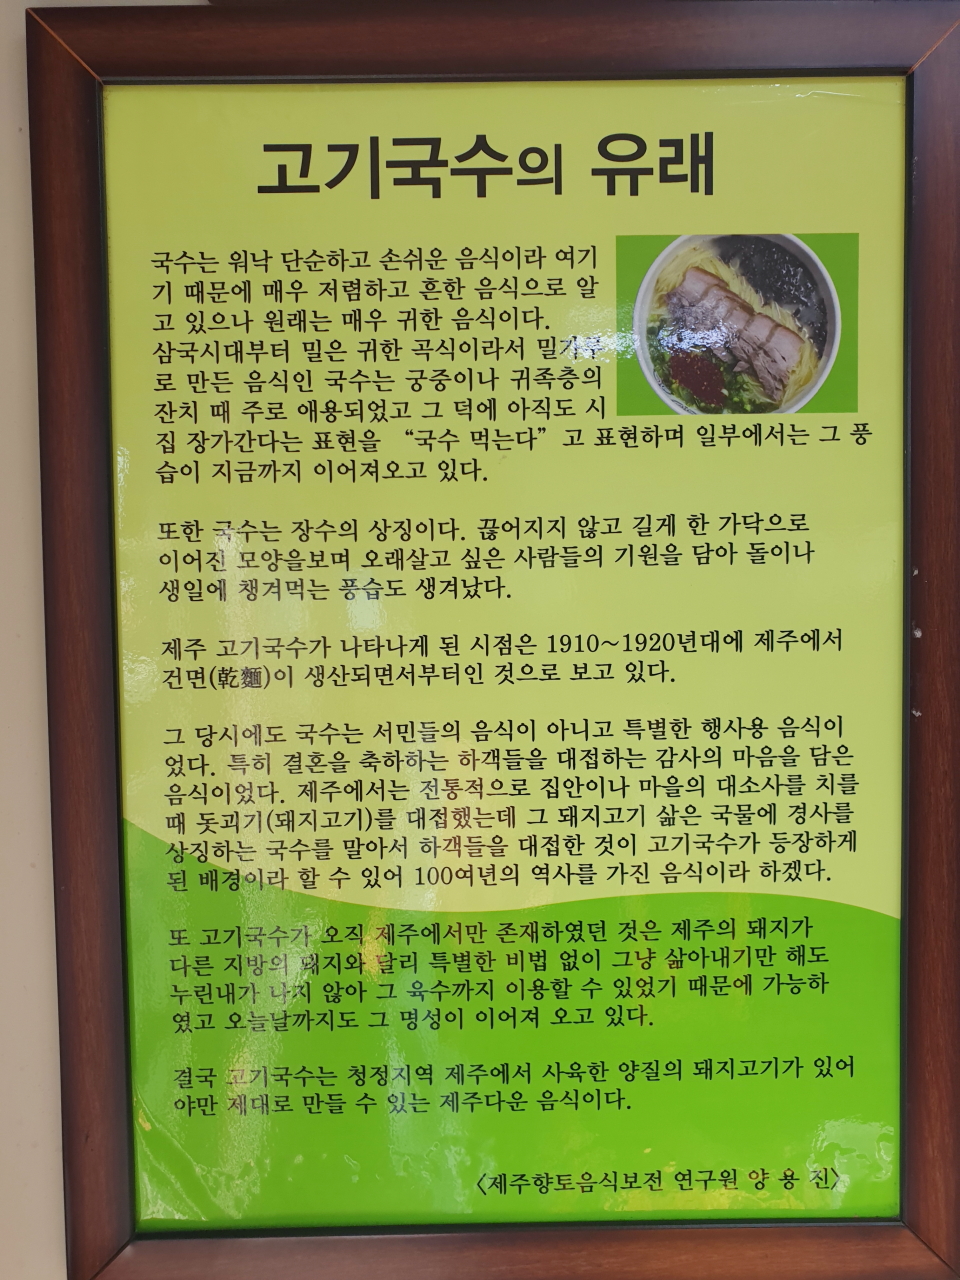 고기국수의 유래
국수는 워낙 단순하고 손쉬운 음식이라 여기
기 때문에 매우 저렴하고 흔한 음식으로 알
고 있으나 원래는 매우 귀한 음식이다.
삼국시대부터 밀은 귀한 곡식이라서 밀가루
로 만든 음식인 국수는 궁중이나 귀족층의
잔치 때 주로 애용되었고 그 덕에 아직도 시
집 장가간다는 표현을 “국수 먹는다” 고 표현하며 일부에서는 그 풍
습이 지금까지 이어져오고 있다.
또한 국수는 장수의 상징이다. 끊어지지 않고 길게 한 가닥으로
이어진 모양을보며 오래살고 싶은 사람들의 기원을 담아 돌이나
생일에 챙겨먹는 풍습도 생겨났다.
제주 고기국수가 나타나게 된 시점은 1910~1920년대에 제주에서
건면(乾麵)이 생산되면서부터인 것으로 보고 있다.
그 당시에도 국수는 서민들의 음식이 아니고 특별한 행사용 음식이
었다. 특히 결혼을 축하하는 하객들을 대접하는 감사의 마음을 담은
음식이었다. 제주에서는 전통적으로 집안이나 마을의 대소사를 치를
때 돗괴기(돼지고기)를 대접했는데 그 돼지고기 삶은 국물에 경사를
상징하는 국수를 말아서 하객들을 대접한 것이 고기국수가 등장하게
된 배경이라 할 수 있어 100여년의 역사를 가진 음식이라 하겠다.
또 고기국수가 오직 제주에서만 존재하였던 것은 제주의 돼지가
다른 지방의 돼지와 달리 특별한 비법 없이 그냥 삶아내기만 해도
누린내가 나지 않아 그 육수까지 이용할 수 있었기 때문에 가능하
였고 오늘날까지도 그 명성이 이어져 오고 있다.
결국 고기국수는 청정지역 제주에서 사육한 양질의 돼지고기가 있어
야만 제대로 만들 수 있는 제주다운 음식이다.
〈제주향토음식보전 연구원 양 용 진〉